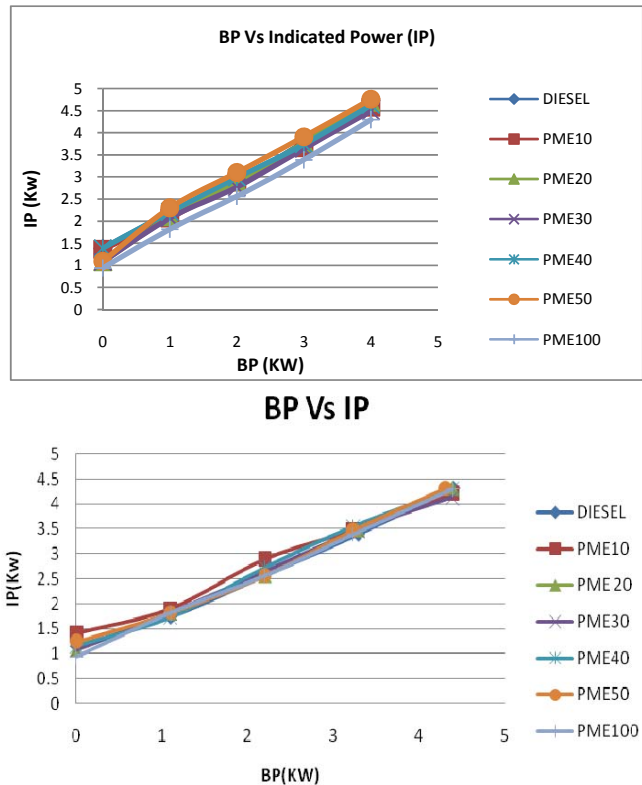 BP Vs Indicated Power (IP)
5
4.5
4
3.5
3
2.5
2
1.5
1
0.5
0
IP (Kw)
0 1 2 3 4 5
BP (KW)
DIESEL
PME10
PME20
PME30
PME40
PME50
PME100
BP Vs IP
5
4.5
4
3.5
3
2.5
2
1.5
1
0.5
0
IP(Kw)
0 1 2 3 4 5
BP(KW)
DIESEL
PME10
PME 20
PME30
PME40
PME50
PME100